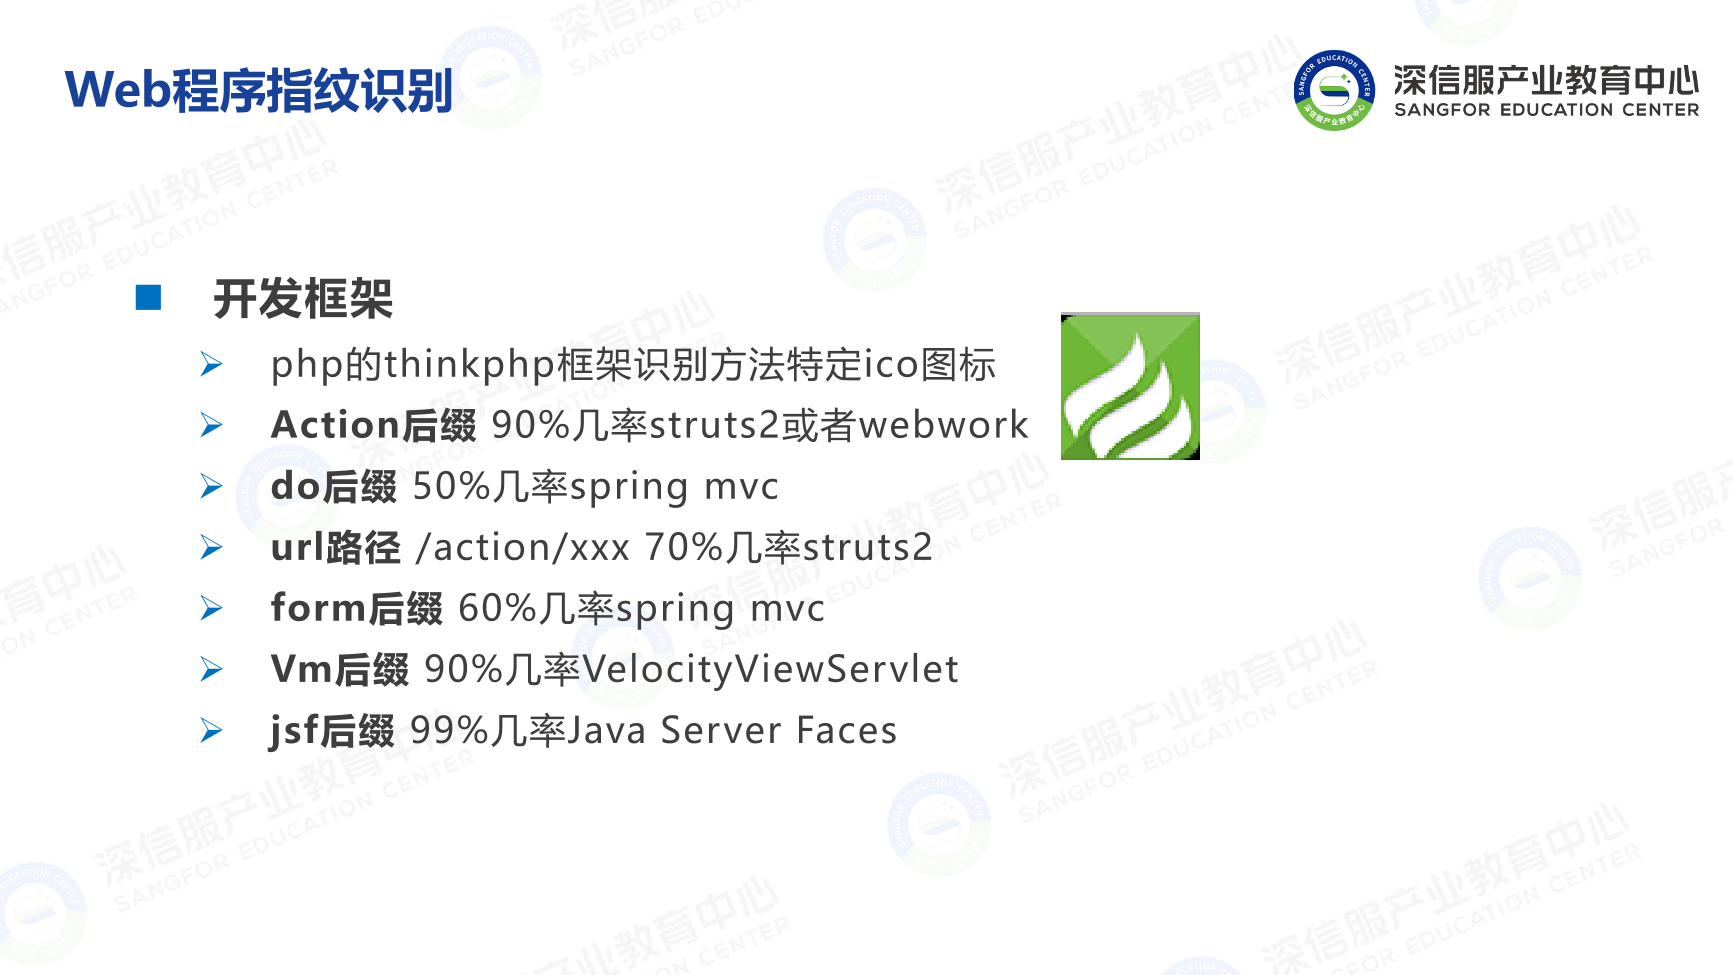 Web程序指纹识别
深信服产业教育中心
SANGFOR EDUCATION CENTER
开发框架
php的thinkphp框架识别方法特定ico图标
Action后缀 90%几率struts2或者webwork
do后缀 50%几率spring mvc
url路径 /action/xxx 70%几率struts2
form后缀 60%几率spring mvc
Vm后缀 90%几率VelocityViewServlet
jsf后缀 99%几率Java Server Faces